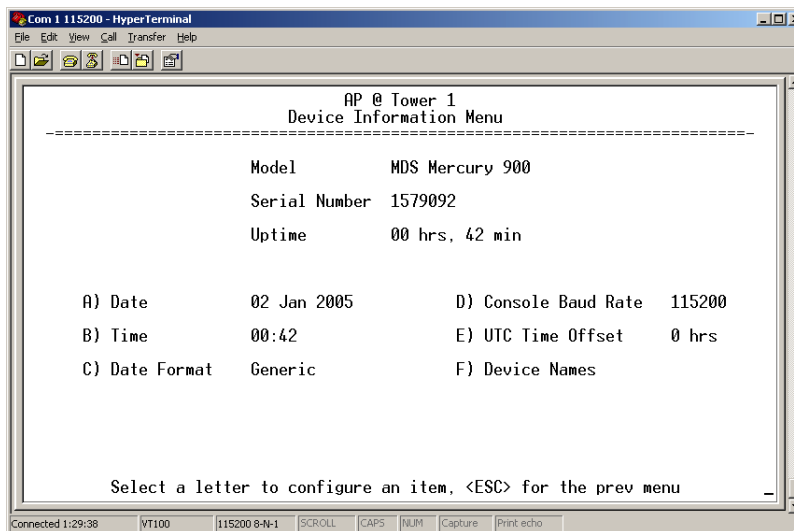 Com 1 115200 - HyperTerminal
File Edit View Call Transfer Help
AP @ Tower 1
Device Information Menu
-==========================================================================-
Model MDS Mercury 900
Serial Number 1579092
Uptime 00 hrs, 42 min
A) Date 02 Jan 2005 D) Console Baud Rate 115200
B) Time 00:42 E) UTC Time Offset 0 hrs
C) Date Format Generic F) Device Names
Select a letter to configure an item, <ESC> for the prev menu _
Connected 1:29:38 VT100 115200 8-N-1 SCROLL CAPS NUM Capture Print echo